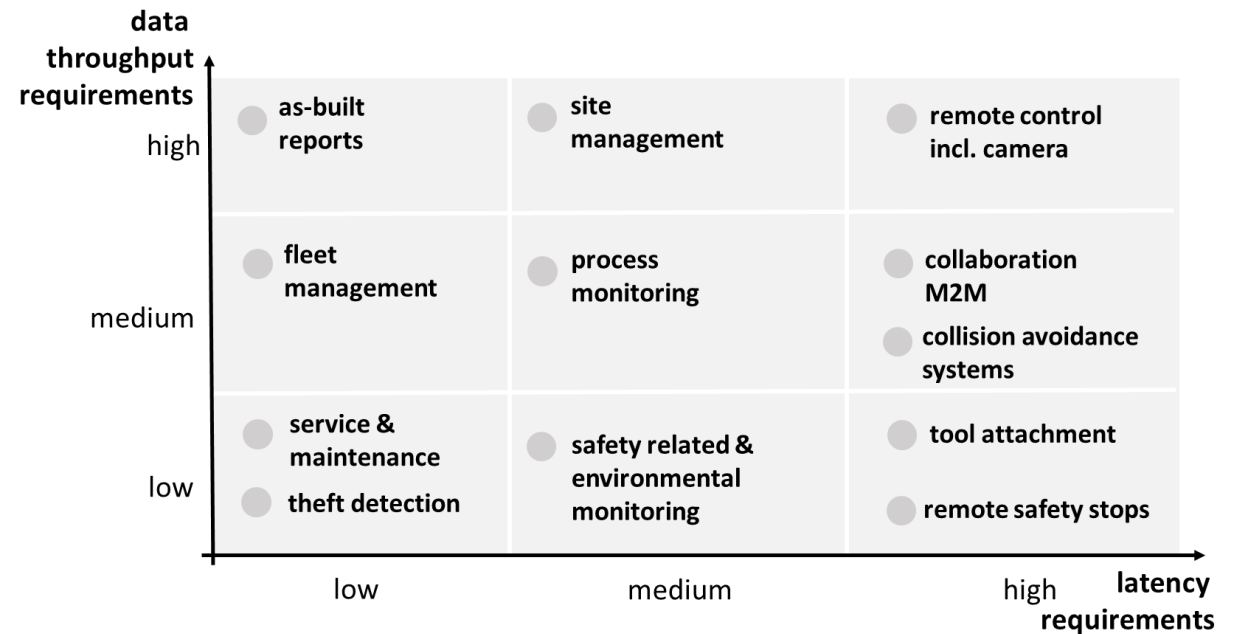 data
throughput
requirements
high
as-built
reports
site
management
remote control
incl. camera
medium
fleet
management
process
monitoring
collaboration
M2M
collision avoidance
systems
low
service &
maintenance
theft detection
safety related &
environmental
monitoring
tool attachment
remote safety stops
low
medium
high
latency
requirements